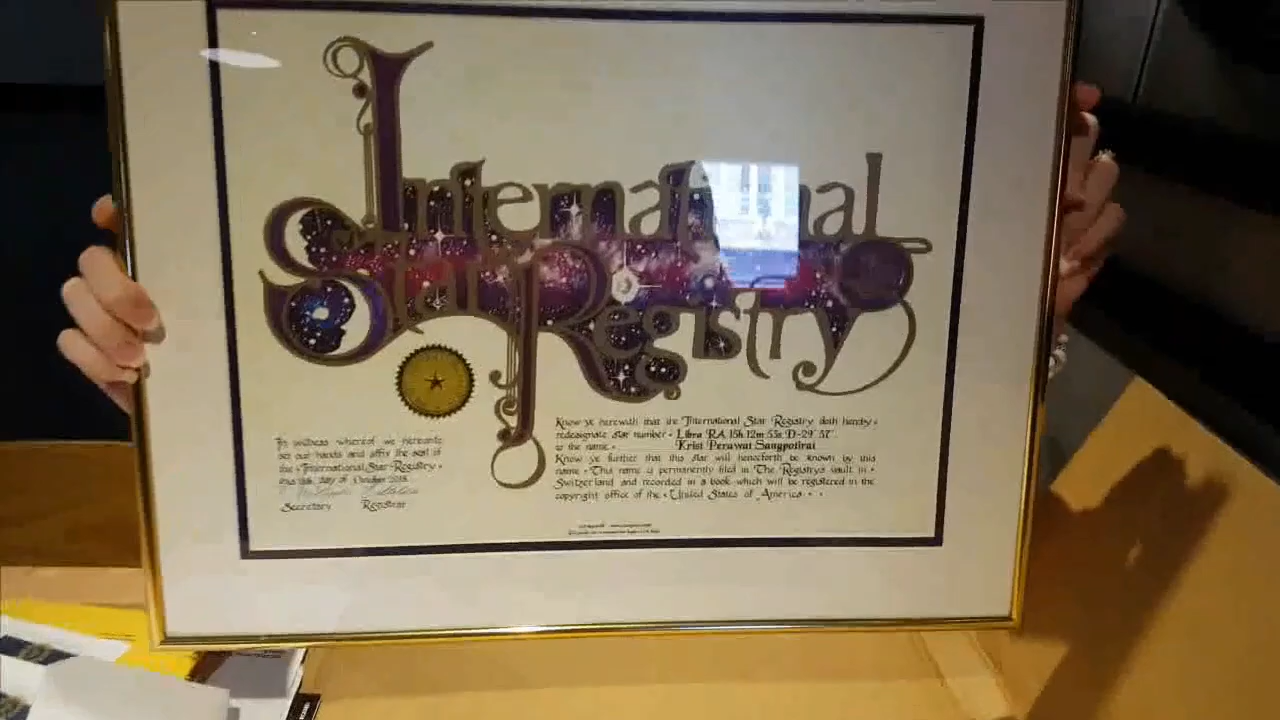 International
Star Registry
Know ye herewith that the International Star Registry doth hereby
redesignate star number • Libra RA 15h 12m 53s D -29° 57'
to the name • Krist Perawat Sangpotirat
Know ye further that this star will henceforth be known by this
name • This name is permanently filed in The Registry's vault in •
Switzerland and recorded in a book which will be registered in the
copyright office of the • United States of America • •
In witness whereof we hereunto
set our hands and affix the seal of
the • International Star Registry •
this 15th day of October 2018
Secretary Registrar